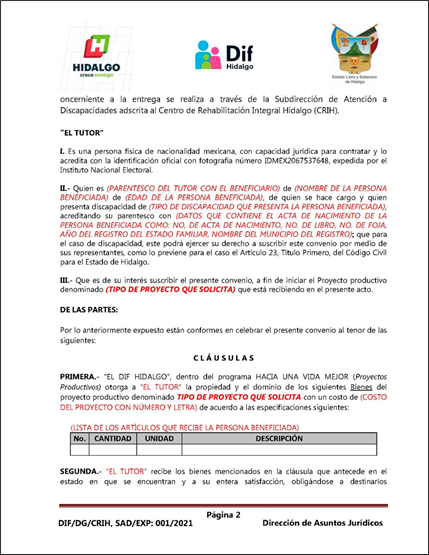 HIDALGO
crece contigo
Dif
Hidalgo
Estado Libre y Soberano
de Hidalgo
oncerniente a la entrega se realiza a través de la Subdirección de Atención a
Discapacidades adscrita al Centro de Rehabilitación Integral Hidalgo (CRIH).
"EL TUTOR"
I. Es una persona física de nacionalidad mexicana, con capacidad jurídica para contratar y lo
acredita con la identificación oficial con fotografía número IDMEX2067537648, expedida por el
Instituto Nacional Electoral.
II.- Quien es (PARENTESCO DEL TUTOR CON EL BENEFICIARIO) de (NOMBRE DE LA PERSONA
BENEFICIADA) de (EDAD DE LA PERSONA BENEFICIADA), de quien se hace cargo y quien
presenta discapacidad de (TIPO DE DISCAPACIDAD QUE PRESENTA LA PERSONA BENEFICIADA),
acreditando su parentesco con (DATOS QUE CONTIENE EL ACTA DE NACIMIENTO DE LA
PERSONA BENEFICIADA COMO: NO, DE ACTA DE NACIMIENTO, NO. DE LIBRO, NO. DE FOJA,
AÑO DEL REGISTRO DEL ESTADO FAMILIAR, NOMBRE DEL MUNICIPIO DEL REGISTRO); que para
el caso de discapacidad, este podrá ejercer su derecho a suscribir este convenio por medio de
sus representantes, como lo previene para el caso el Artículo 23, Titulo Primero, del Código Civil
para el Estado de Hidalgo.
III.- Que es de su interés suscribir el presente convenio, a fin de iniciar el Proyecto productivo
denominado (TIPO DE PROYECTO QUE SOLICITA) que está recibiendo en el presente acto.
DE LAS PARTES:
Por lo anteriormente expuesto están conformes en celebrar el presente convenio al tenor de las
siguientes:
C L Á U S U L A S
PRIMERA.- "EL DIF HIDALGO", dentro del programa HACIA UNA VIDA MEJOR (Proyectos
Productivos) otorga a "EL TUTOR" la propiedad y el dominio de los siguientes Bienes del
proyecto productivo denominado TIPO DE PROYECTO QUE SOLICITA con un costo de (COSTO
DEL PROYECTO CON NÚMERO Y LETRA) de acuerdo a las especificaciones siguientes:
(LISTA DE LOS ARTÍCULOS QUE RECIBE LA PERSONA BENEFICIADA)
No. CANTIDAD UNIDAD DESCRIPCIÓN
SEGUNDA.- "EL TUTOR" recibe los bienes mencionados en la cláusula que antecede en el
estado en que se encuentran y a su entera satisfacción, obligándose a destinarlos
Página 2
DIF/DG/CRIH, SAD/EXP: 001/2021 Dirección de Asuntos Jurídicos